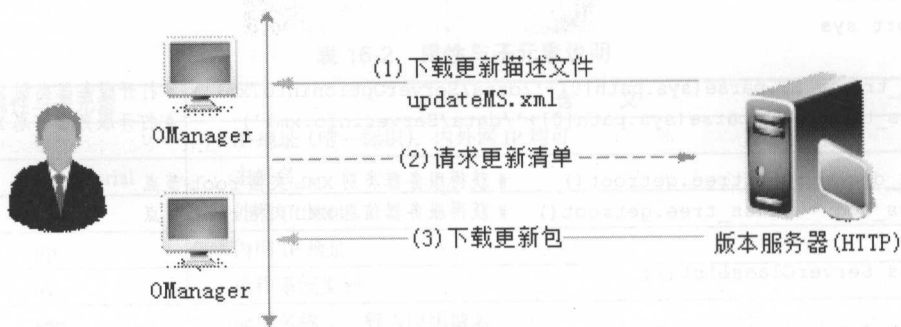 (1)下载更新描述文件
updateMS.xml
OManager
(2)请求更新清单
(3)下载更新包
版本服务器(HTTP)
OManager